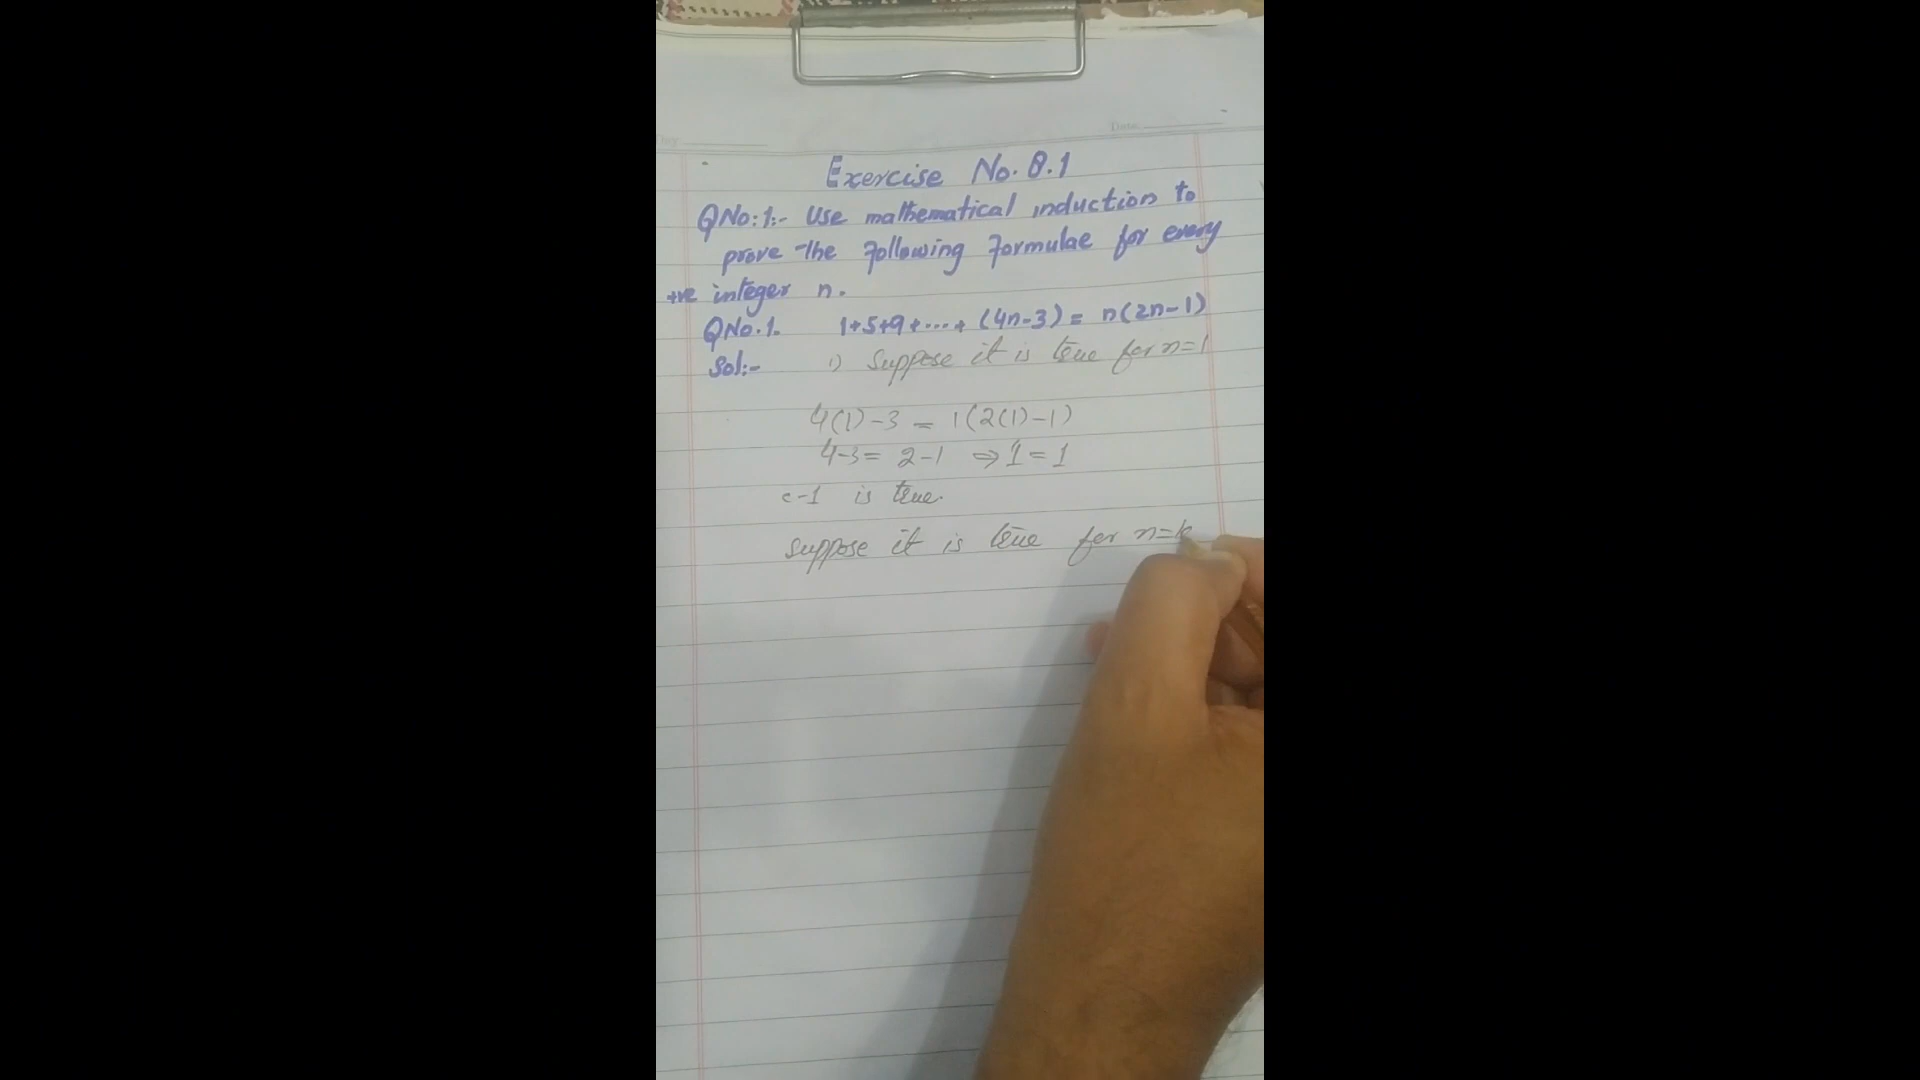 Date
Exercise No. 8.1
QNo:1:- Use mathematical induction to
prove the following formulae for every
+ve integer n.
QNo.1. 1+5+9+....+(4n-3)= n(2n-1)
Sol:- i) Suppose it is true for n=1
4(1)-3 = 1(2(1)-1)
4-3= 2-1 ⇒1=1
c-1 is true.
suppose it is true for n=k